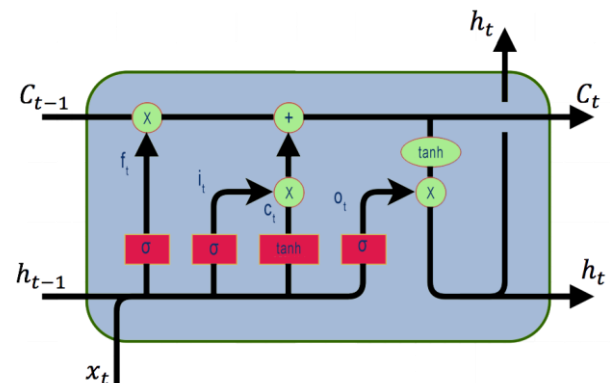 h_t
C_{t-1}
x
+
C_t
tanh
f_t
i_t
x
c_t
o_t
x
σ
σ
tanh
σ
h_{t-1}
h_t
x_t